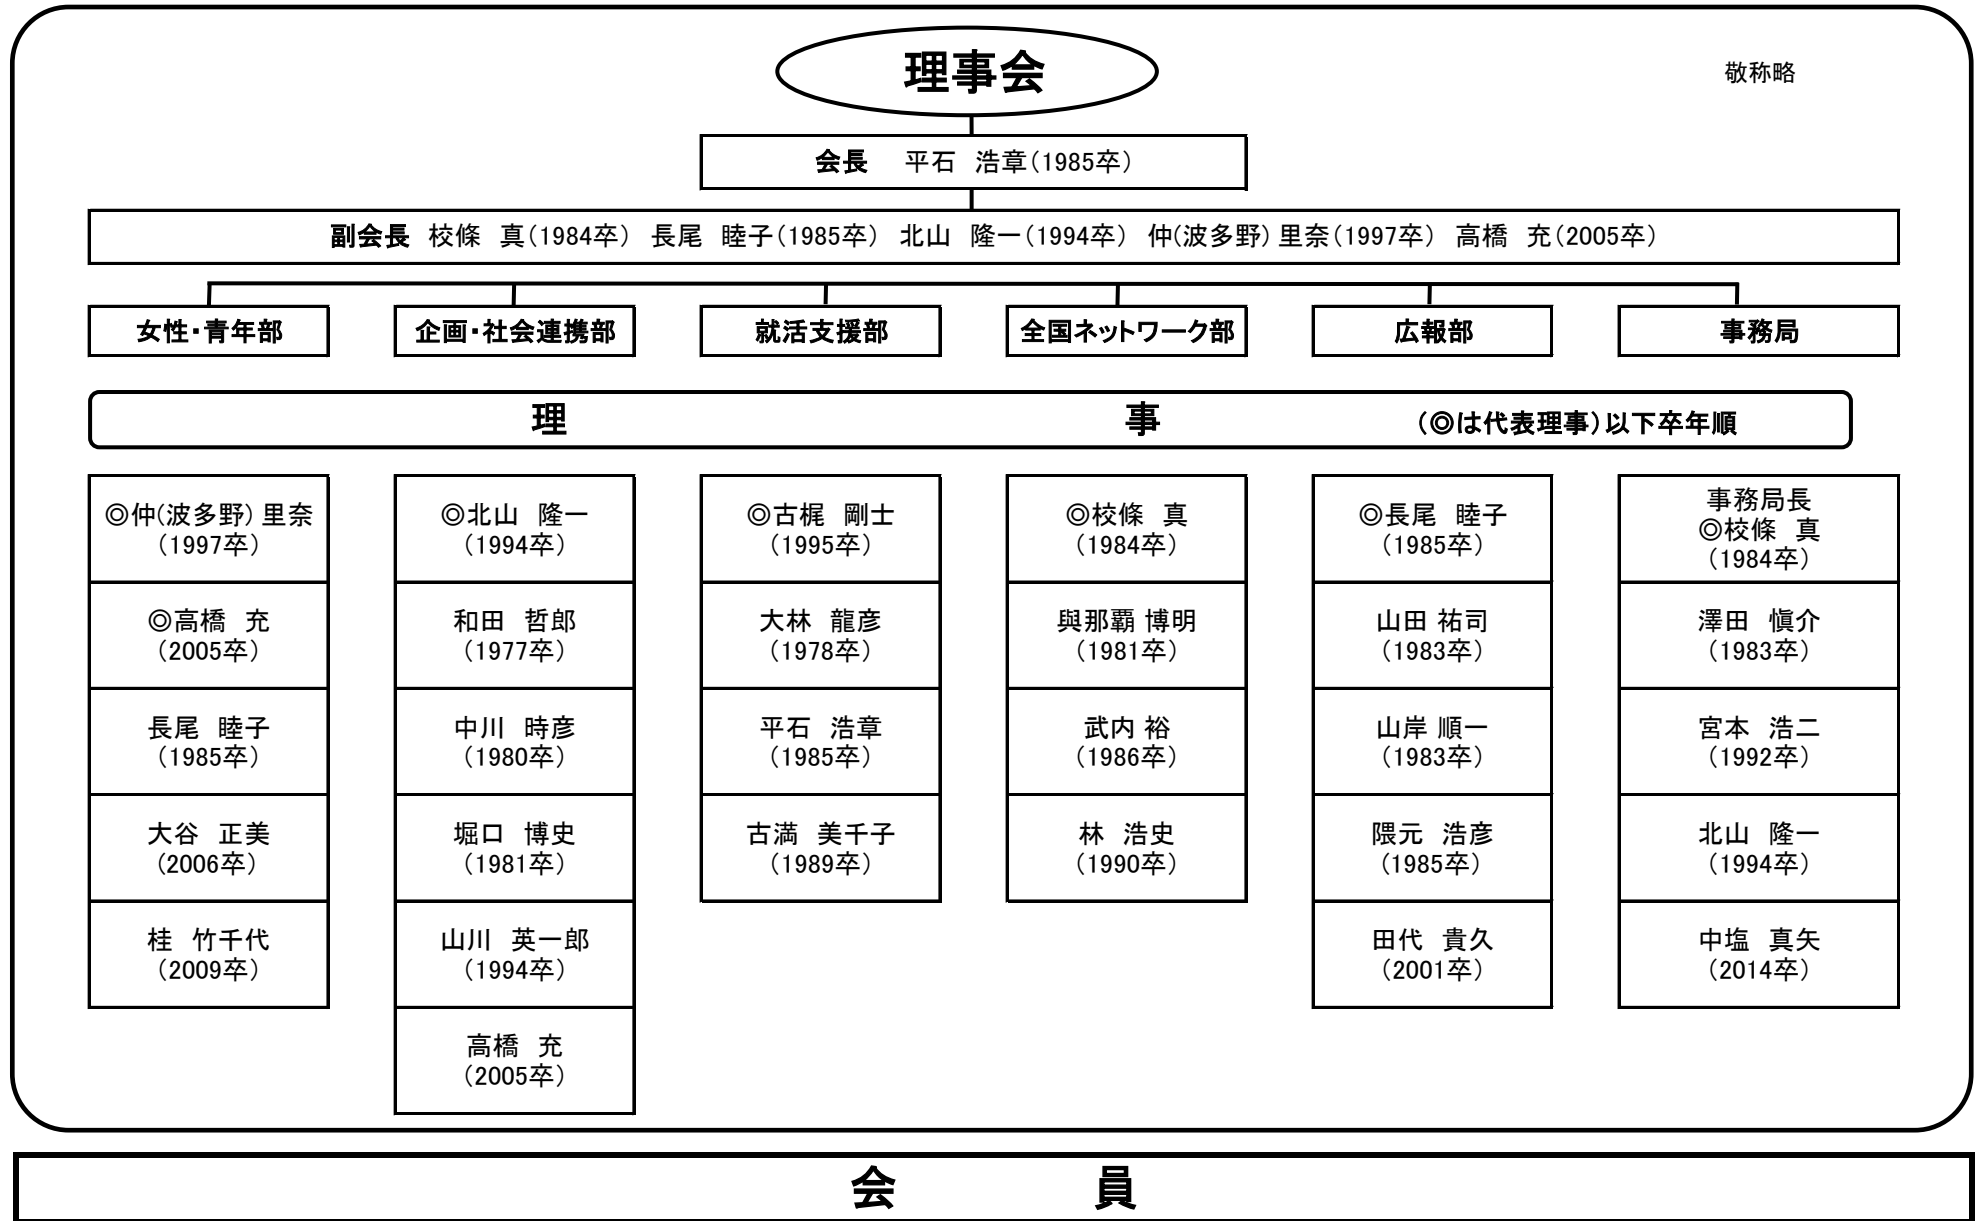 理事会
敬称略
会長　平石　浩章（1985卒）
副会長 校條　真（1984卒） 長尾　睦子（1985卒） 北山　隆一（1994卒） 仲(波多野) 里奈（1997卒） 高橋　充（2005卒）
女性・青年部
企画・社会連携部
就活支援部
全国ネットワーク部
広報部
事務局
理　事　（◎は代表理事）以下卒年順
◎仲(波多野) 里奈
（1997卒）
◎高橋　充
（2005卒）
長尾　睦子
（1985卒）
大谷　正美
（2006卒）
桂　竹千代
（2009卒）
◎北山　隆一
（1994卒）
和田　哲郎
（1977卒）
中川　時彦
（1980卒）
堀口　博史
（1981卒）
山川　英一郎
（1994卒）
高橋　充
（2005卒）
◎古梶　剛士
（1995卒）
大林　龍彦
（1978卒）
平石　浩章
（1985卒）
古満　美千子
（1989卒）
◎校條　真
（1984卒）
與那覇 博明
（1981卒）
武内 裕
（1986卒）
林　浩史
（1990卒）
◎長尾　睦子
（1985卒）
山田 祐司
（1983卒）
山岸 順一
（1983卒）
隈元　浩彦
（1985卒）
田代　貴久
（2001卒）
事務局長
◎校條　真
（1984卒）
澤田　愼介
（1983卒）
宮本　浩二
（1992卒）
北山　隆一
（1994卒）
中塩　真矢
（2014卒）
会　員